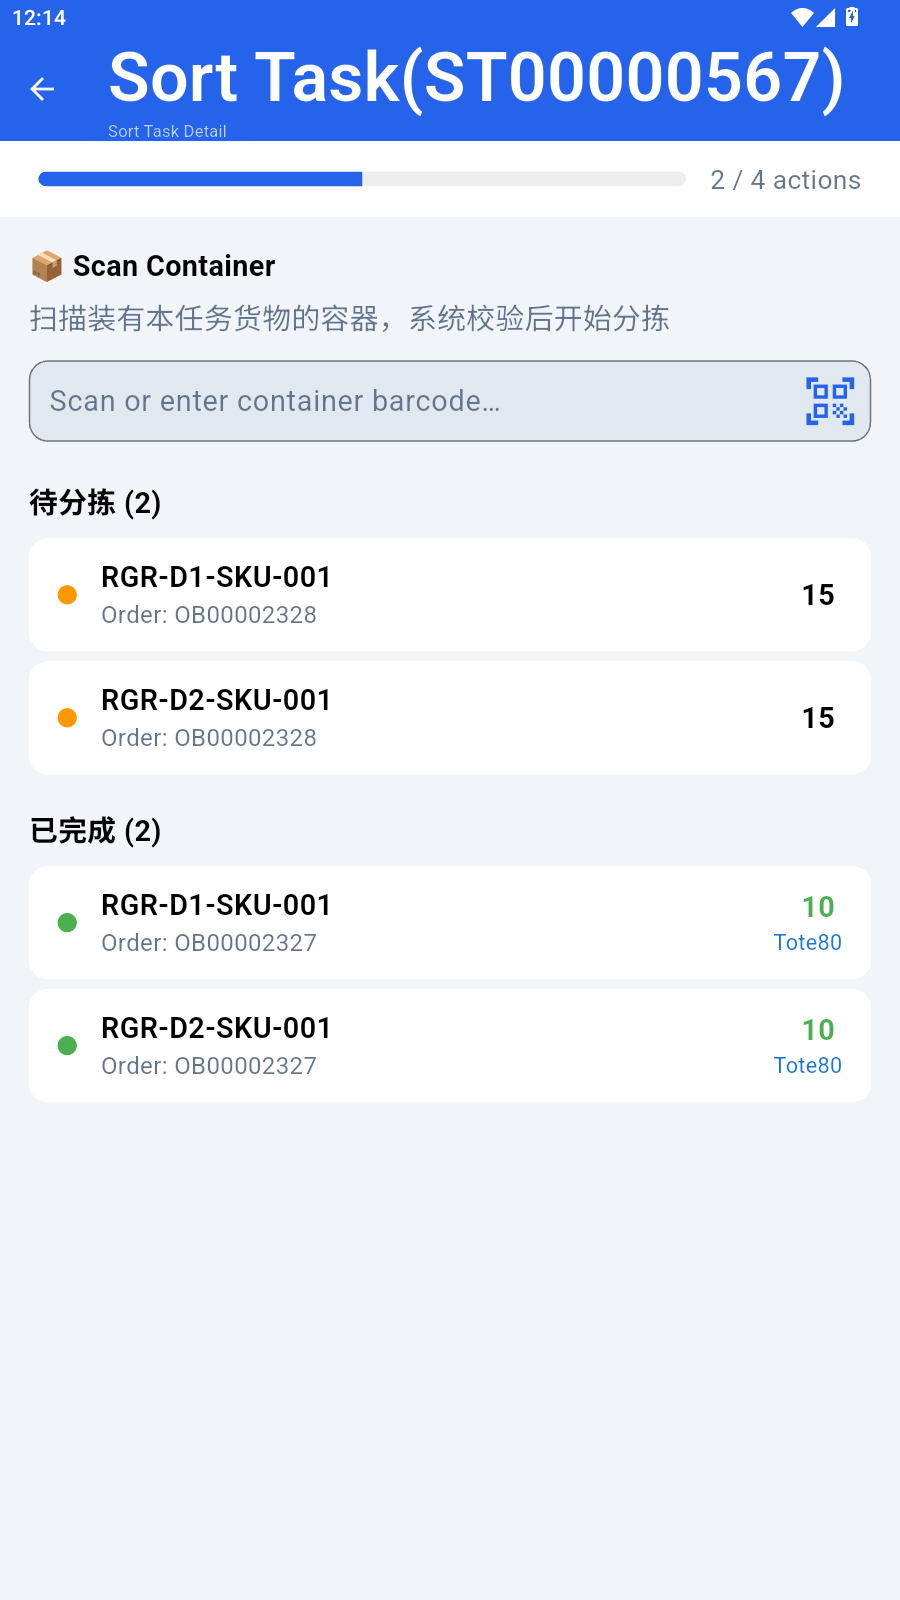 12:14
Sort Task(ST00000567)
Sort Task Detail
2 / 4 actions
📦 Scan Container
扫描装有本任务货物的容器，系统校验后开始分拣
Scan or enter container barcode…
待分拣 (2)
RGR-D1-SKU-001
Order: OB00002328
15
RGR-D2-SKU-001
Order: OB00002328
15
已完成 (2)
RGR-D1-SKU-001
Order: OB00002327
10
Tote80
RGR-D2-SKU-001
Order: OB00002327
10
Tote80